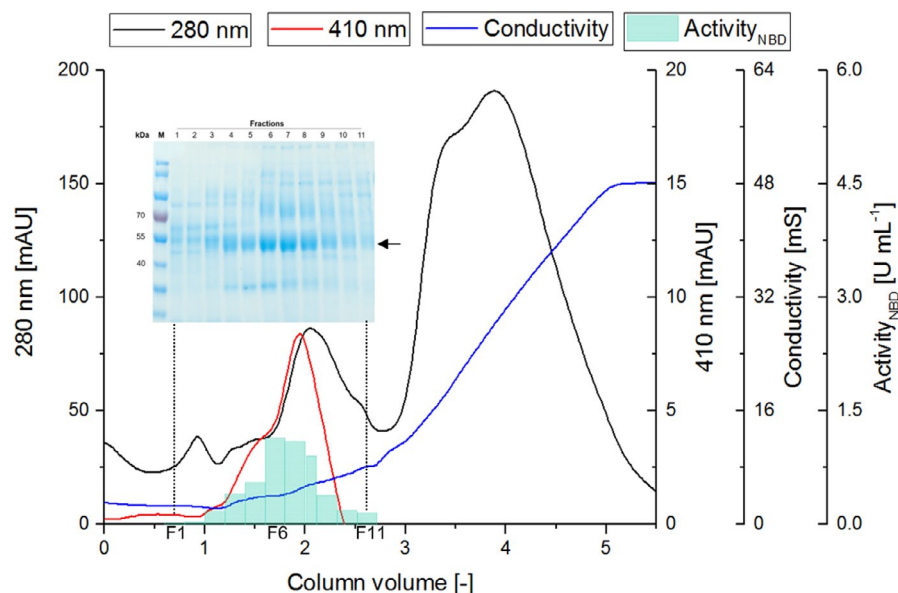 280 nm 410 nm Conductivity Activity_NBD
200
150
100
50
0
280 nm [mAU]
Fractions
kDa M 1 2 3 4 5 6 7 8 9 10 11
70
55
40
20
15
10
5
0
410 nm [mAU]
64
48
32
16
0
Conductivity [mS]
6.0
4.5
3.0
1.5
0.0
Activity_NBD [U mL⁻¹]
F1 F6 F11
0 1 2 3 4 5
Column volume [-]